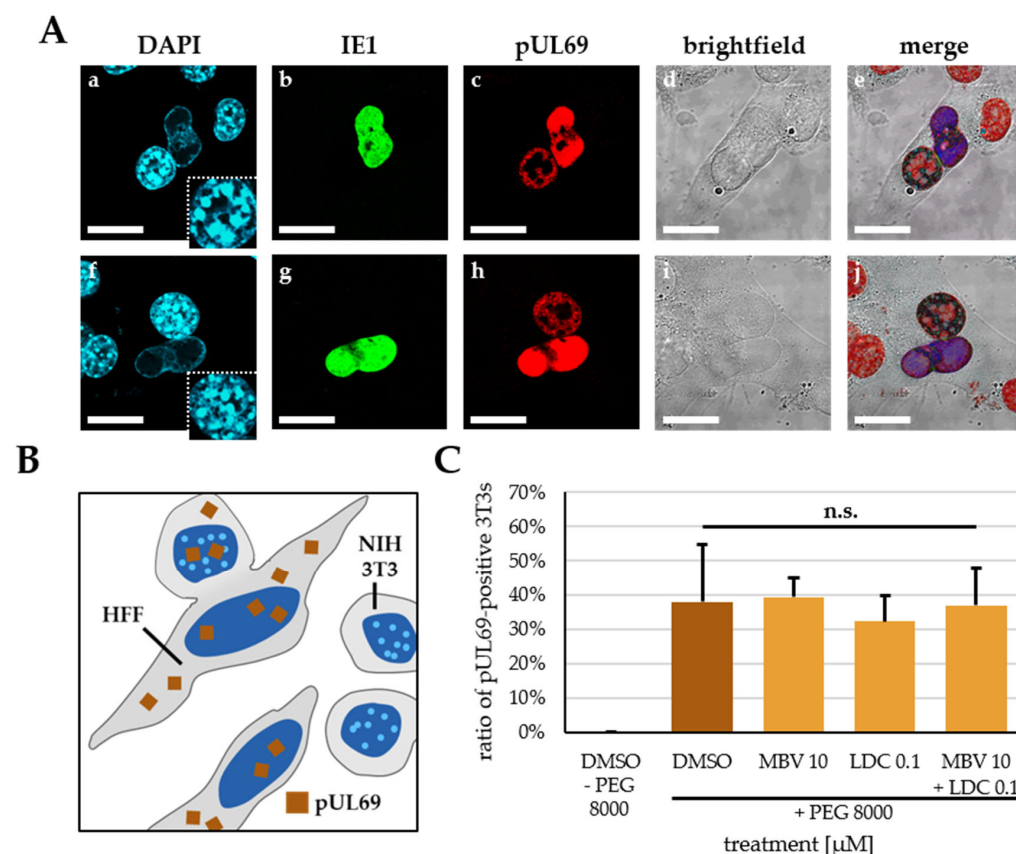 A
DAPI IE1 pUL69 brightfield merge
a b c d e
f g h i j
B
HFF
NIH
3T3
pUL69
C
ratio of pUL69-positive 3T3s
70%
60%
50%
40%
30%
20%
10%
0%
n.s.
DMSO
- PEG
8000
DMSO
MBV 10
LDC 0.1
MBV 10
+ LDC 0.1
+ PEG 8000
treatment [µM]